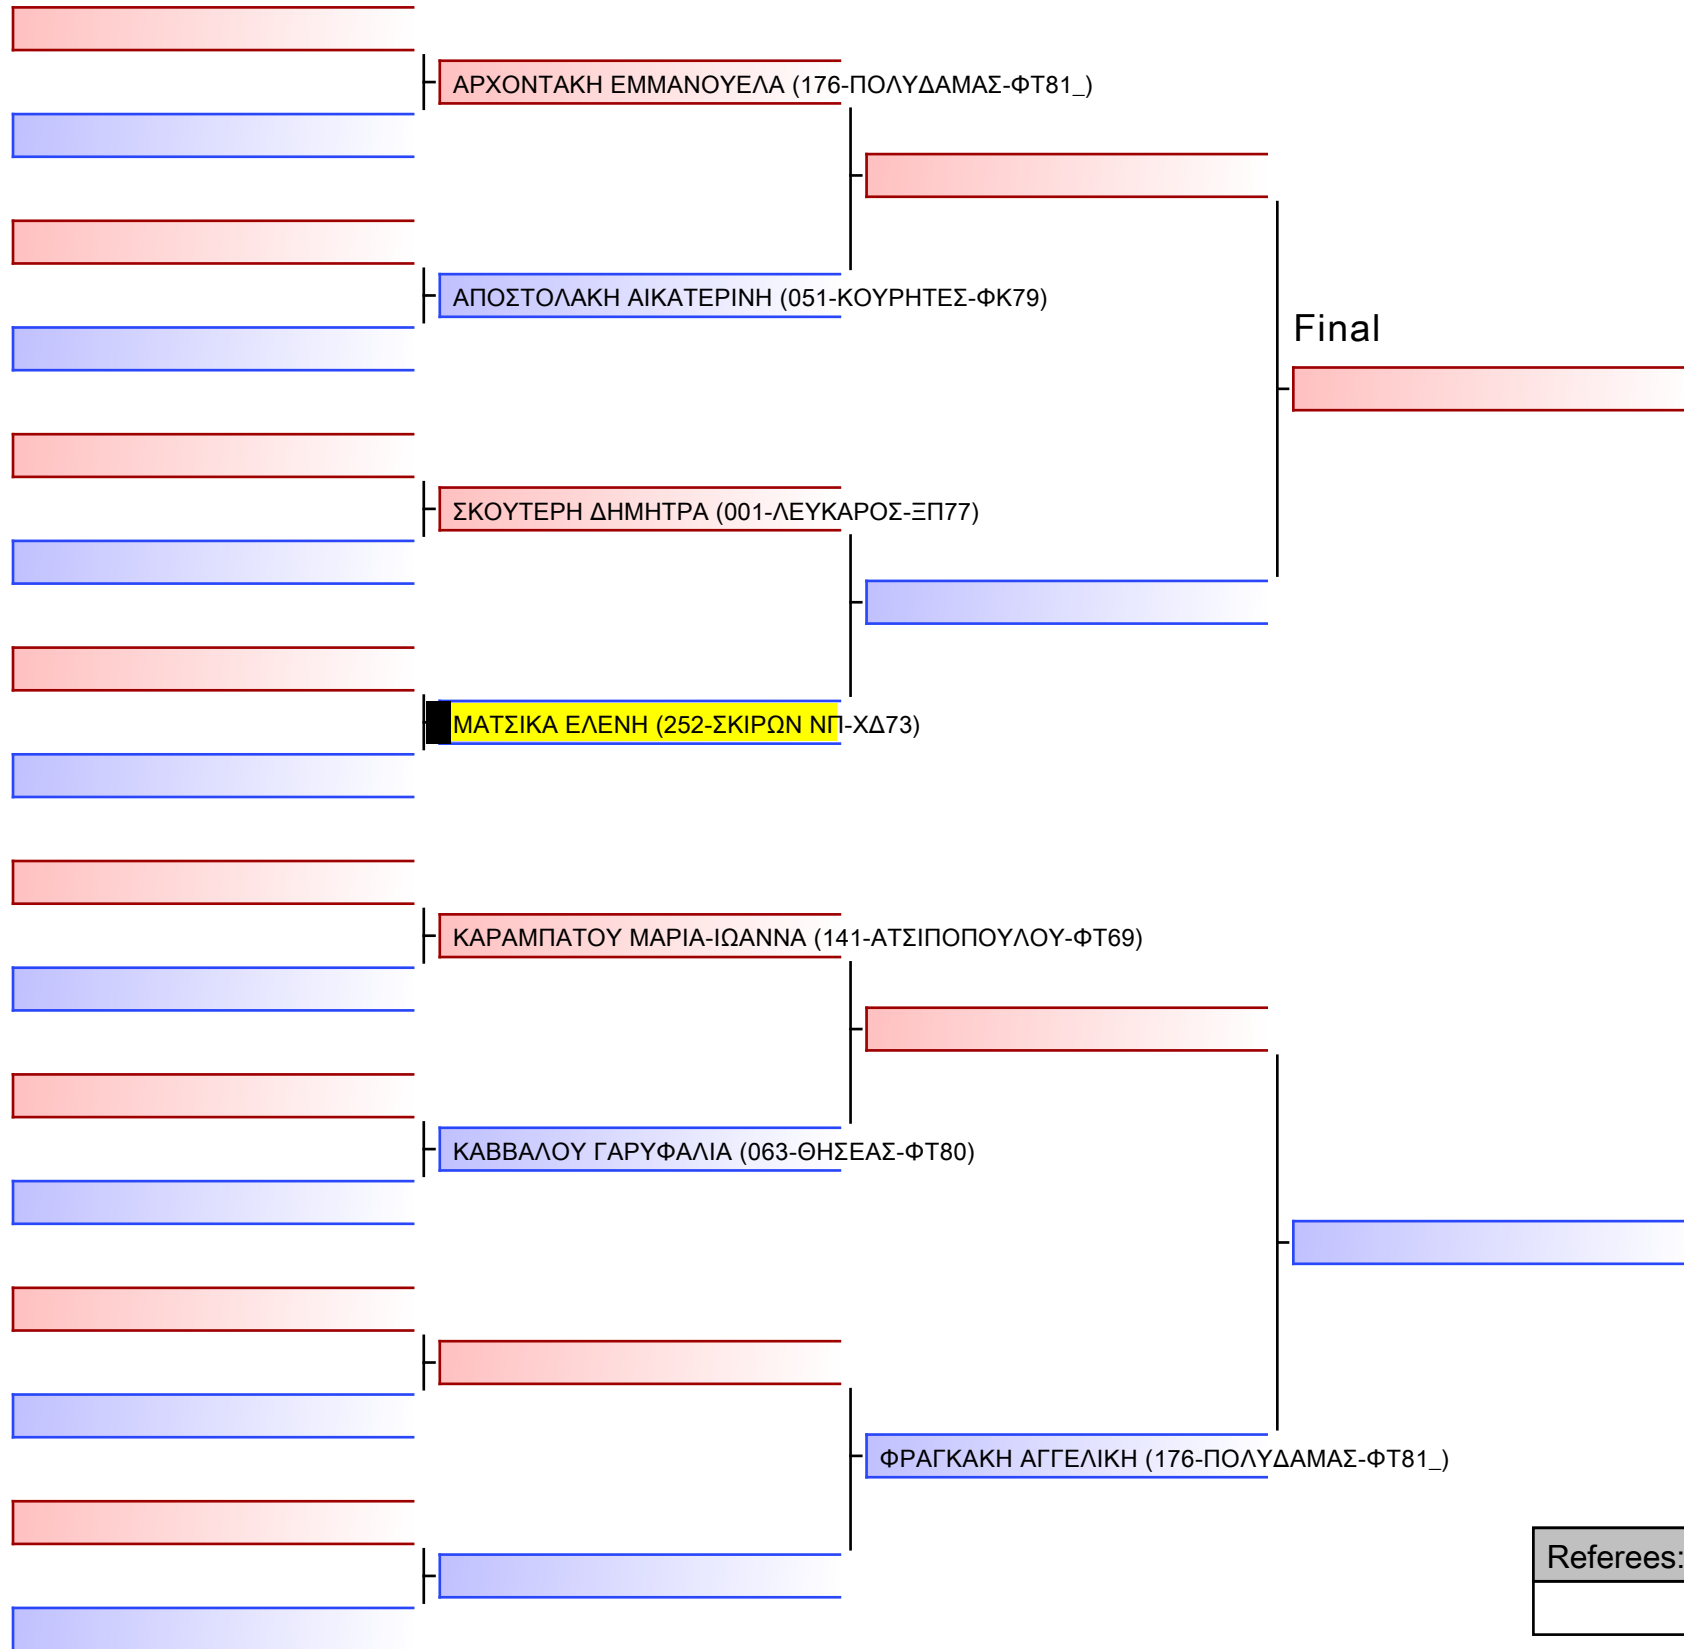 ΑΡΧΟΝΤΑΚΗ ΕΜΜΑΝΟΥΕΛΑ (176-ΠΟΛΥΔΑΜΑΣ-ΦΤ81_)
ΑΠΟΣΤΟΛΑΚΗ ΑΙΚΑΤΕΡΙΝΗ (051-ΚΟΥΡΗΤΕΣ-ΦΚ79)
Final
ΣΚΟΥΤΕΡΗ ΔΗΜΗΤΡΑ (001-ΛΕΥΚΑΡΟΣ-ΞΠ77)
ΜΑΤΣΙΚΑ ΕΛΕΝΗ (252-ΣΚΙΡΩΝ ΝΠ-ΧΔ73)
ΚΑΡΑΜΠΑΤΟΥ ΜΑΡΙΑ-ΙΩΑΝΝΑ (141-ΑΤΣΙΠΟΠΟΥΛΟΥ-ΦΤ69)
ΚΑΒΒΑΛΟΥ ΓΑΡΥΦΑΛΙΑ (063-ΘΗΣΕΑΣ-ΦΤ80)
ΦΡΑΓΚΑΚΗ ΑΓΓΕΛΙΚΗ (176-ΠΟΛΥΔΑΜΑΣ-ΦΤ81_)
Referees: